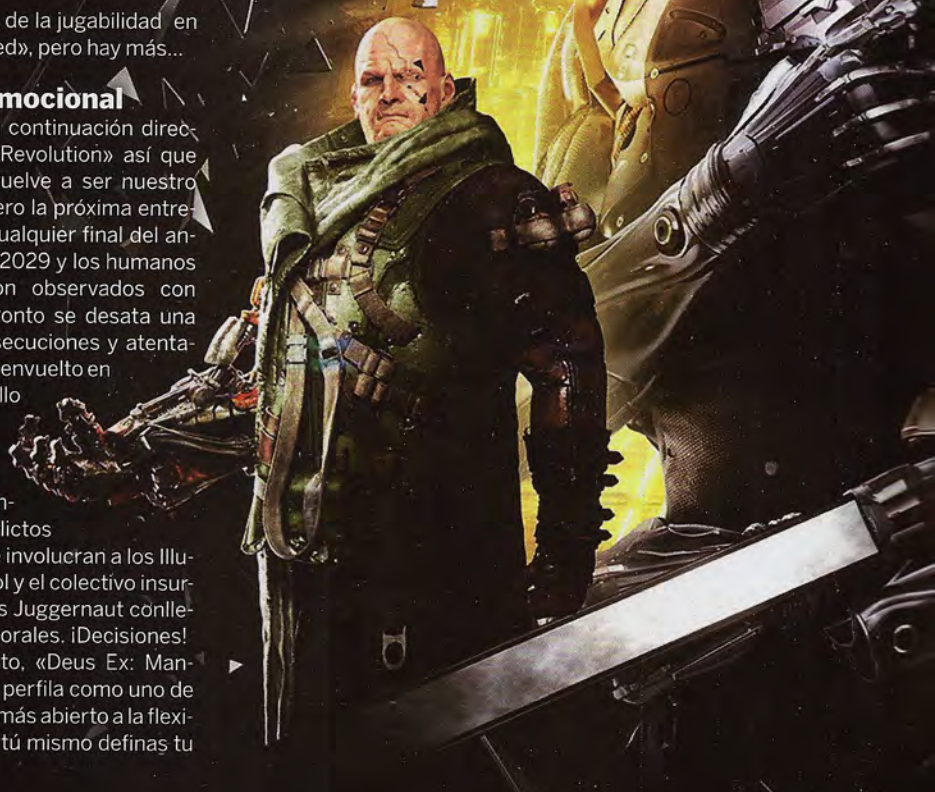 de la jugabilidad en
ed», pero hay más...
mocional
continuación direc-
Revolution» así que
uelve a ser nuestro
ero la próxima entre-
ualquier final del an-
2029 y los humanos
on observados con
onto se desata una
secuciones y atenta-
envuelto en
llo
n-
lictos
e involucran a los Illu-
ol y el colectivo insur-
s Juggernaut conlle-
orales. ¡Decisiones!
to, «Deus Ex: Man-
perfila como uno de
más abierto a la flexi-
tú mismo definas tu